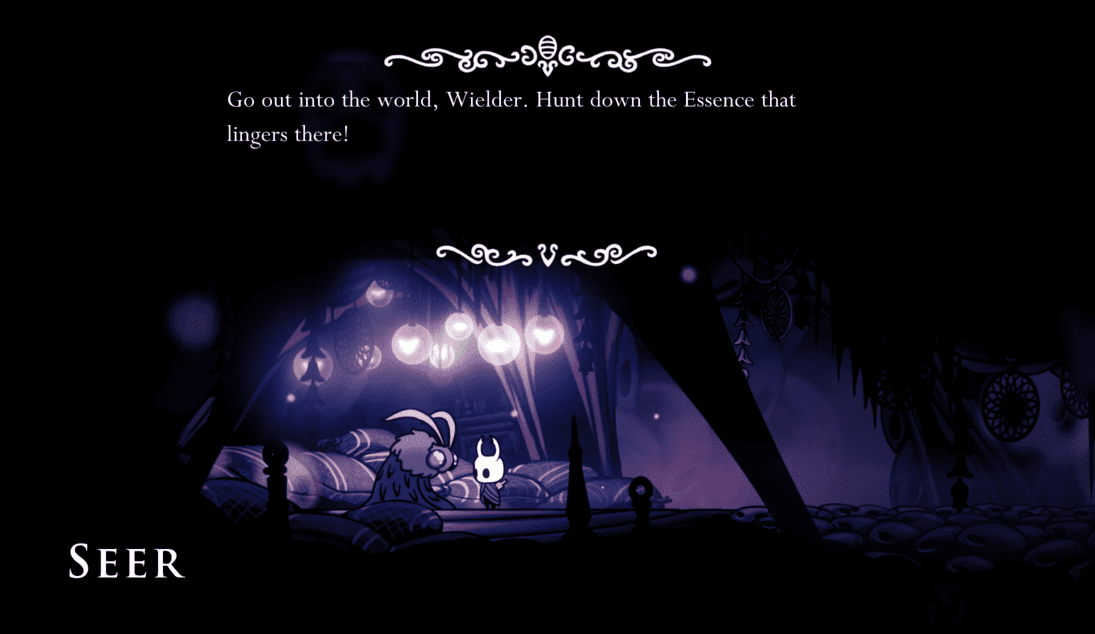 Go out into the world, Wielder. Hunt down the Essence that
lingers there!
SEER